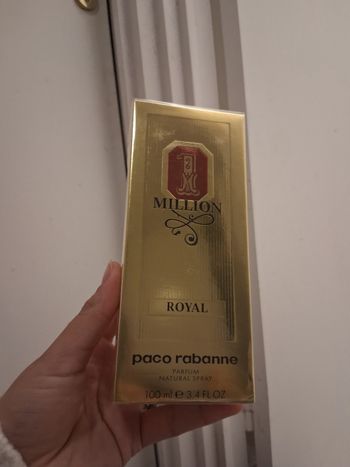 1
MILLION
ROYAL
paco rabanne
PARFUM
NATURAL SPRAY
100 ml ℮ 3.4 FL OZ